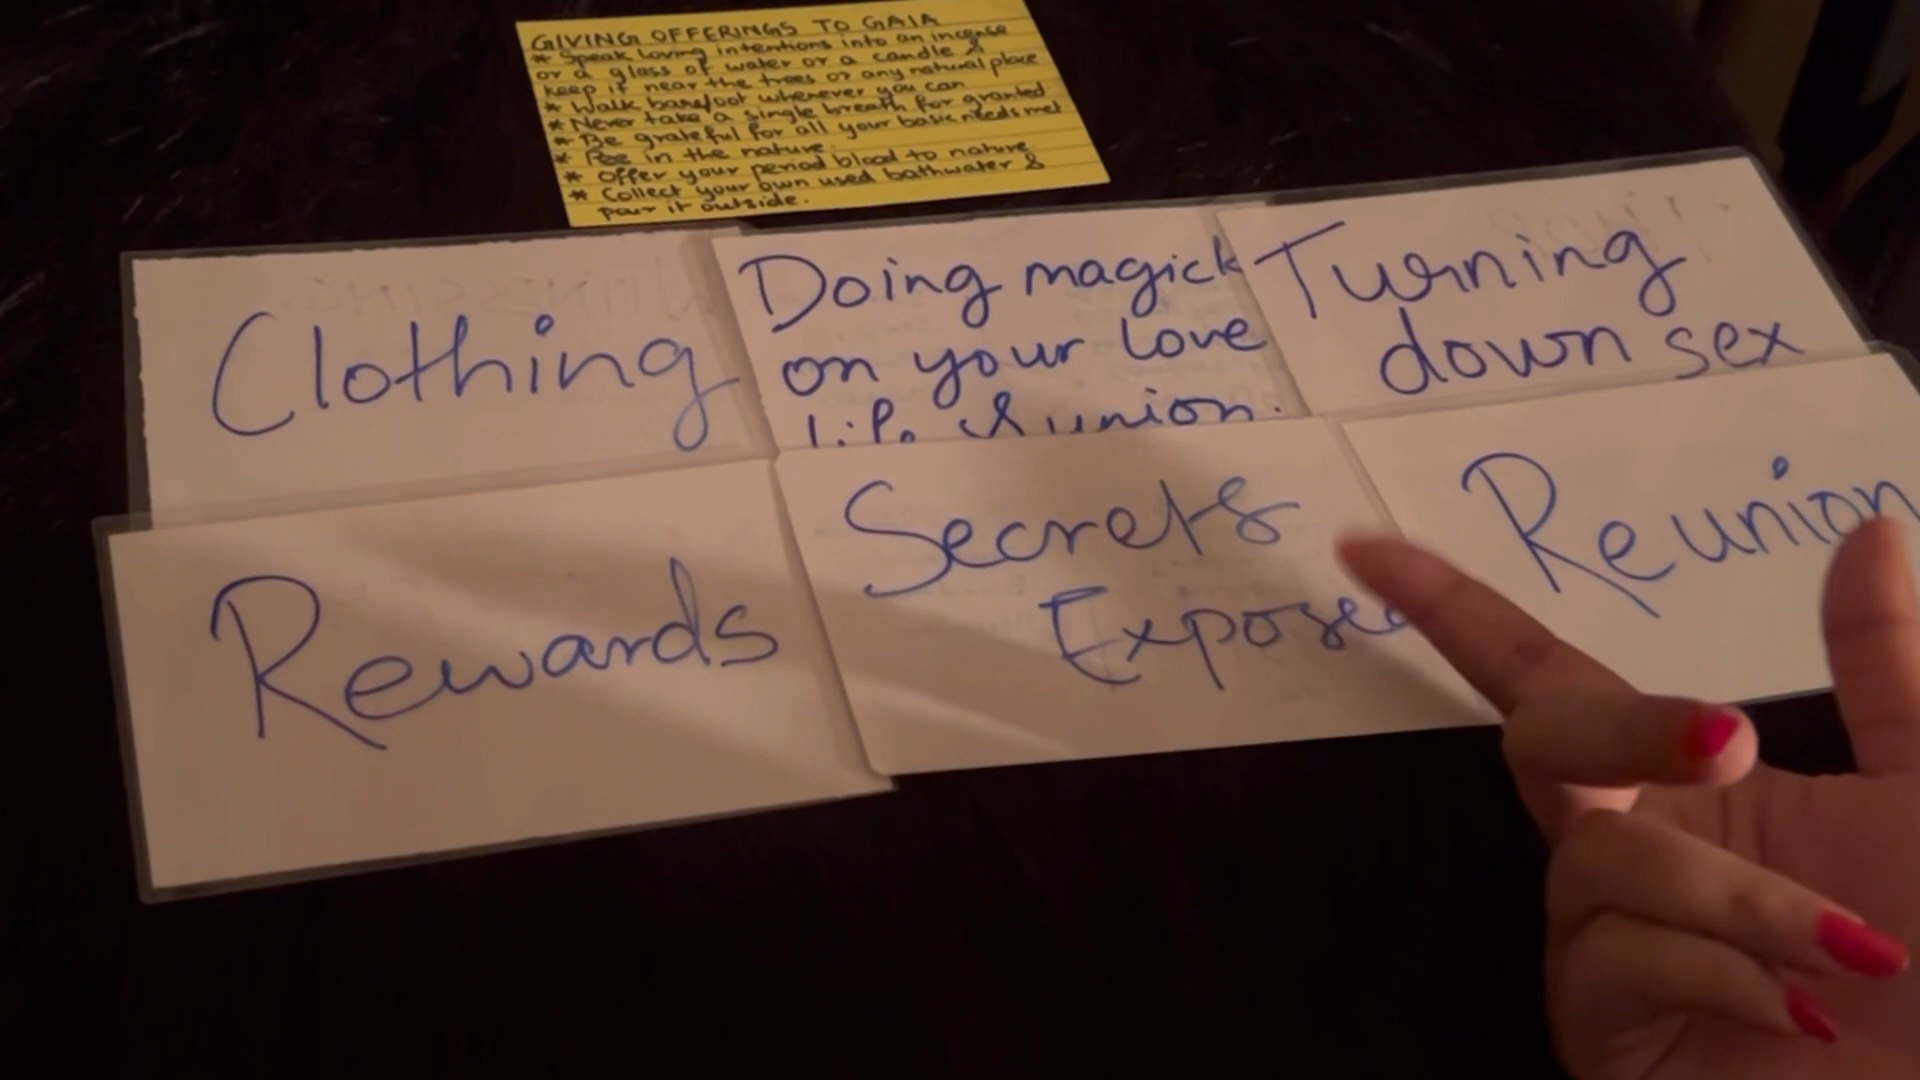 GIVING OFFERINGS TO GAIA
* Speak loving intentions into an incense
or a glass of water or a candle &
keep it near the trees or any natural place
* Walk barefoot wherever you can
* Never take a single breath for granted
* Be grateful for all your basic needs met
* Pee in the nature.
* Offer your period blood to nature
* Collect your own used bathwater &
pour it outside.
Clothing
Doing magick
on your love
life & union.
Turning
down sex
Rewards
Secrets
Exposed
Reunion